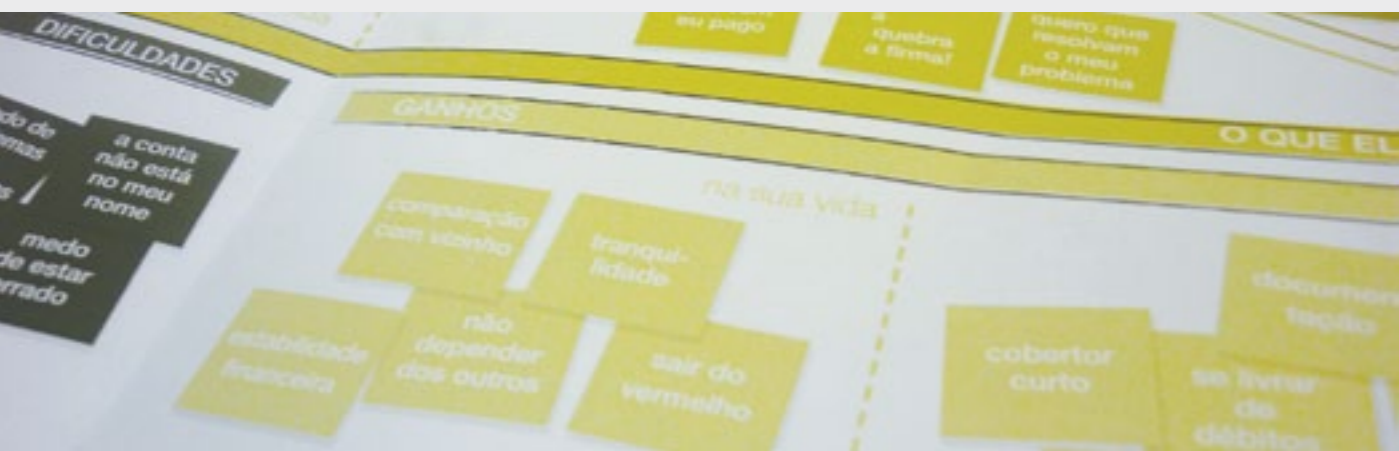 DIFICULDADES
eu pago
a
quebra
a firma!
quero que
resolvam
o meu
problema
GANHOS
O QUE EL
a conta
não está
no meu
nome
medo
de estar
errado
na sua vida
comparação
com vizinho
tranqui-
lidade
estabilidade
financeira
não
depender
dos outros
sair do
vermelho
cobertor
curto
documen
tação
se livrar
de
débitos